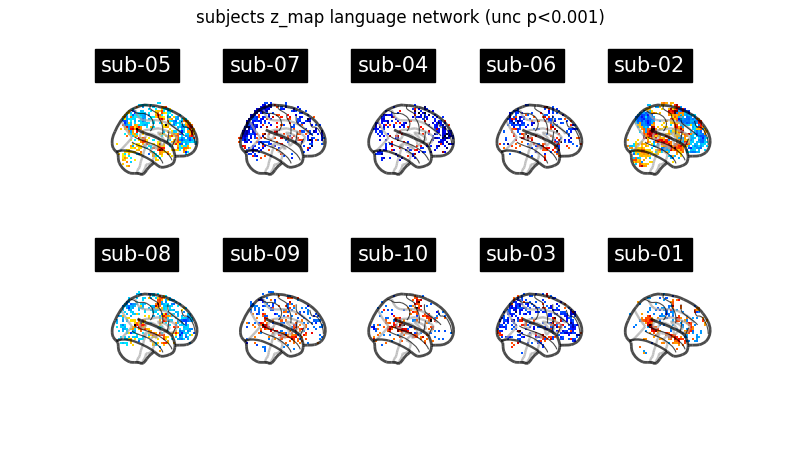 subjects z_map language network (unc p<0.001)
sub-05 sub-07 sub-04 sub-06 sub-02
sub-08 sub-09 sub-10 sub-03 sub-01